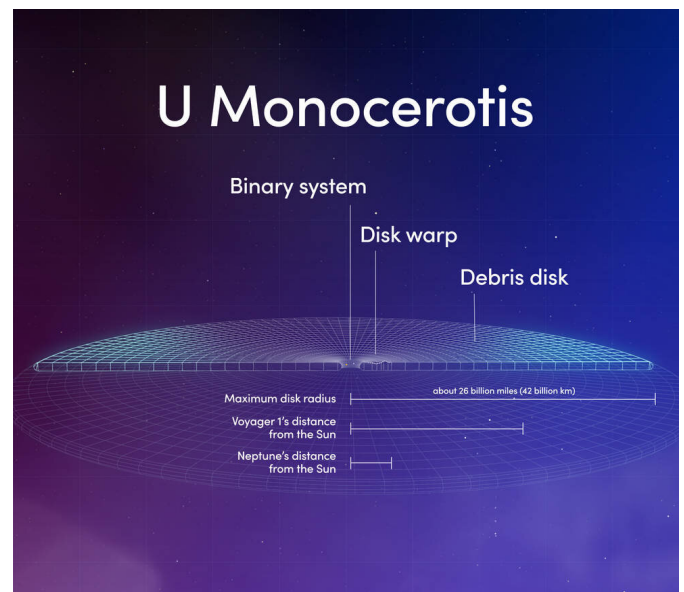 U Monocerotis
Binary system
Disk warp
Debris disk
Maximum disk radius
about 26 billion miles (42 billion km)
Voyager 1's distance
from the Sun
Neptune's distance
from the Sun